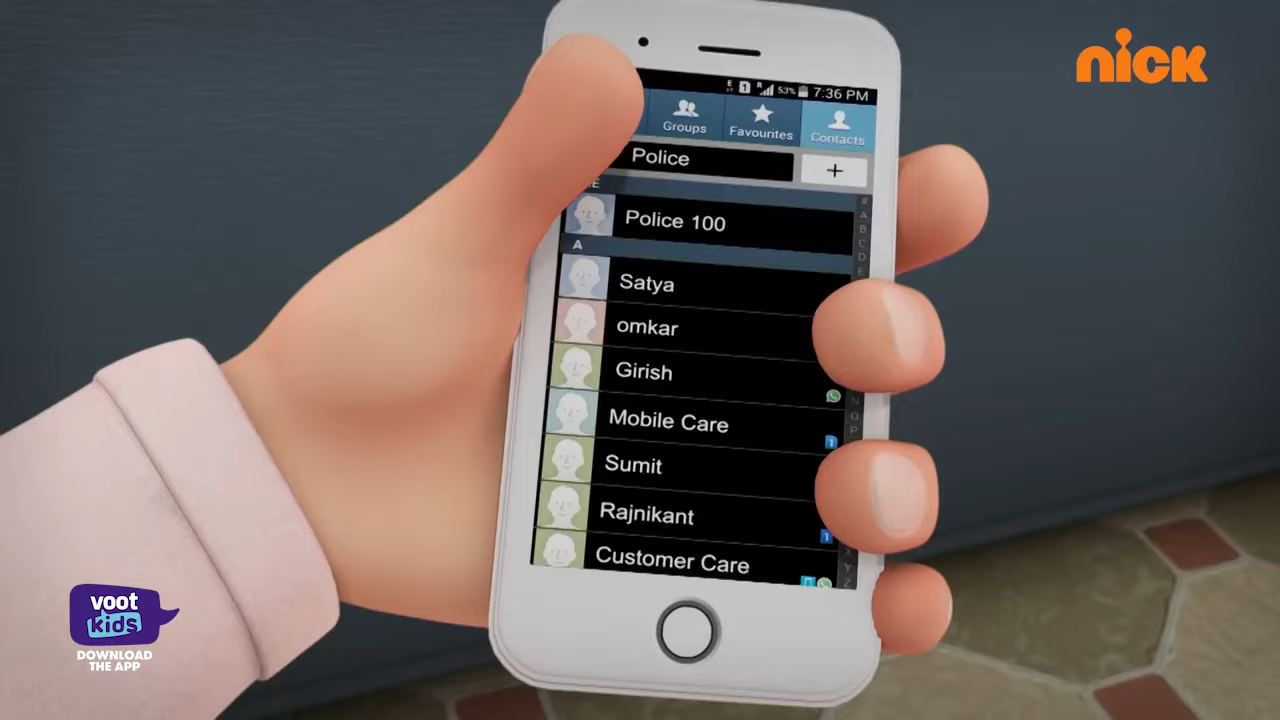 nick
53% 7:36 PM
Groups Favourites Contacts
Police
+
Police 100
A
Satya
omkar
Girish
Mobile Care
Sumit
Rajnikant
Customer Care
#
A
B
C
D
E
N
O
P
X
Y
Z
voot
kids
DOWNLOAD
THE APP